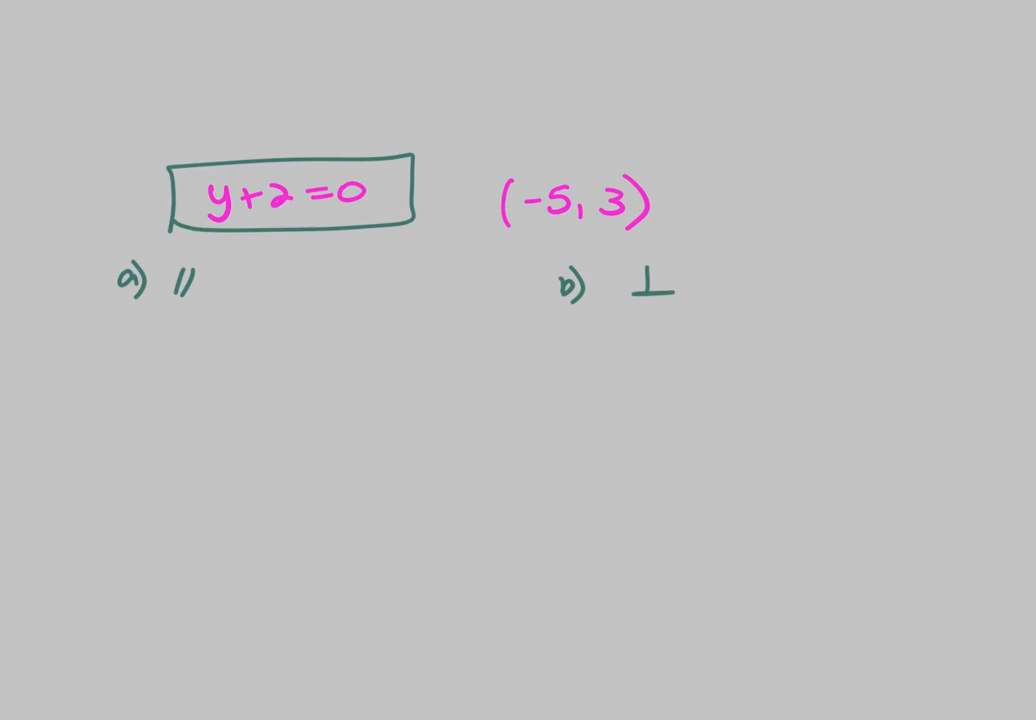 y+2=0 (-5, 3)
a) // b) ⊥